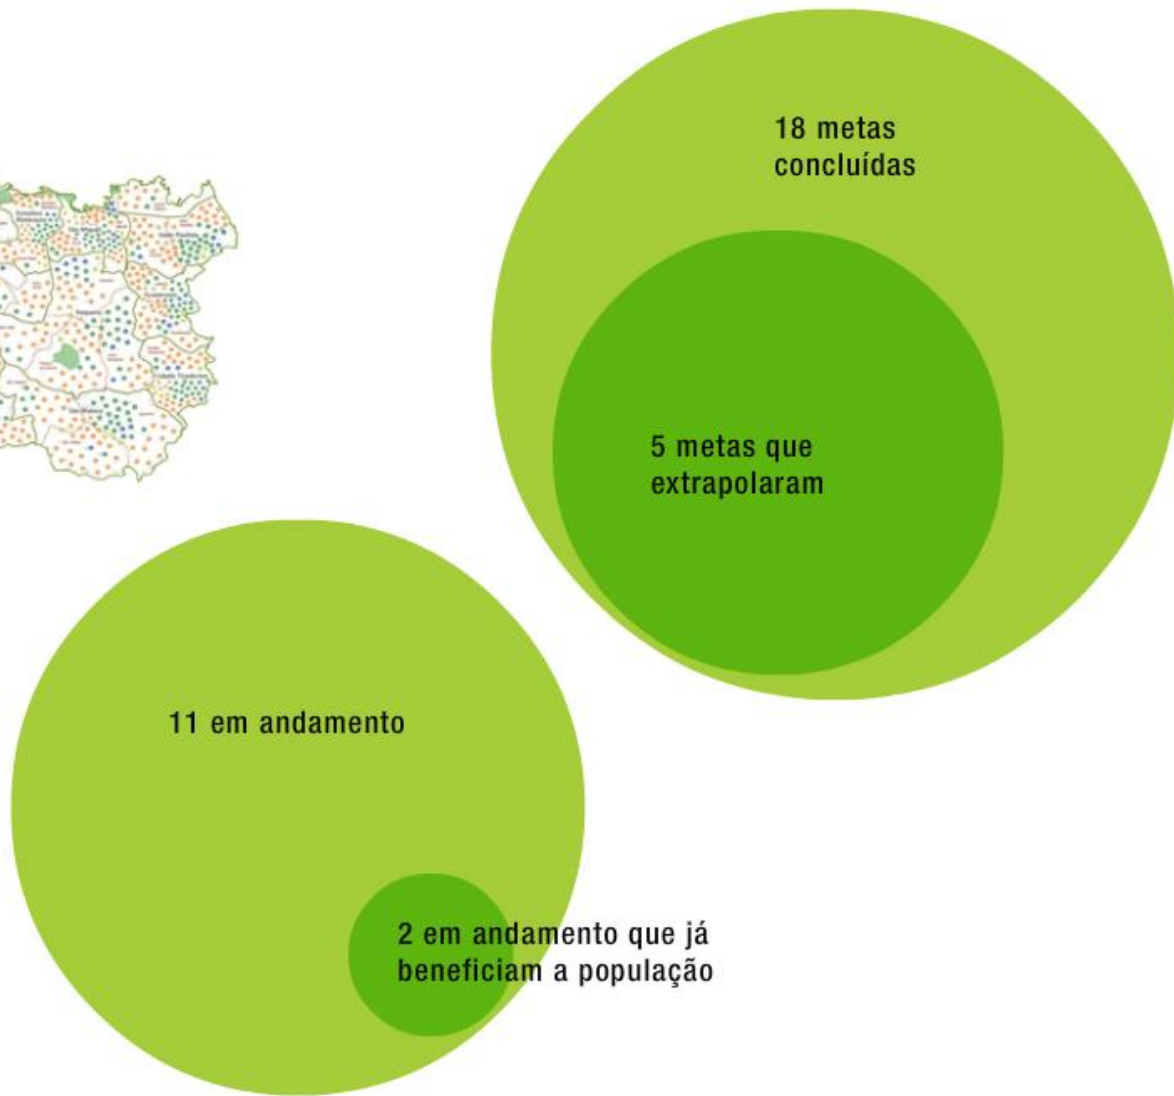 18 metas
concluídas
5 metas que
extrapolaram
11 em andamento
2 em andamento que já
beneficiam a população